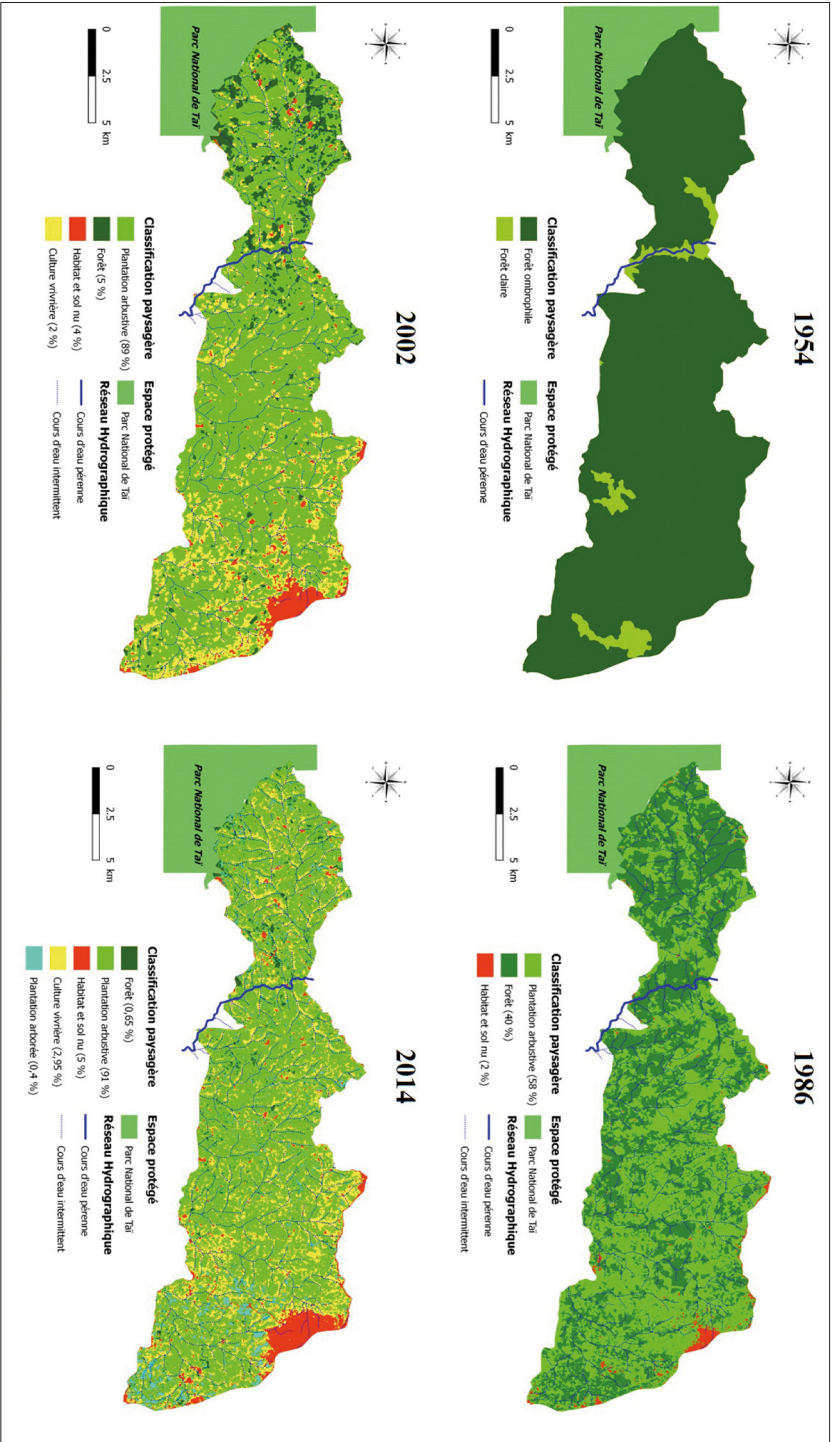 1954
Parc National de Taï
0 2.5 5 km
Classification paysagère
Forêt ombrophile
Forêt claire
Espace protégé
Parc National de Taï
Réseau Hydrographique
Cours d'eau pérenne
1986
Parc National de Taï
0 2.5 5 km
Classification paysagère
Plantation arbustive (58 %)
Forêt (40 %)
Habitat et sol nu (2 %)
Espace protégé
Parc National de Taï
Réseau Hydrographique
Cours d'eau pérenne
Cours d'eau intermittent
2002
Parc National de Taï
0 2.5 5 km
Classification paysagère
Plantation arbustive (89 %)
Forêt (5 %)
Habitat et sol nu (4 %)
Culture vrivrière (2 %)
Espace protégé
Parc National de Taï
Réseau Hydrographique
Cours d'eau pérenne
Cours d'eau intermittent
2014
Parc National de Taï
0 2.5 5 km
Classification paysagère
Forêt (0,65 %)
Plantation arbustive (91 %)
Habitat et sol nu (5 %)
Culture vivrière (2,95 %)
Plantation arborée (0,4 %)
Espace protégé
Parc National de Taï
Réseau Hydrographique
Cours d'eau pérenne
Cours d'eau intermittent